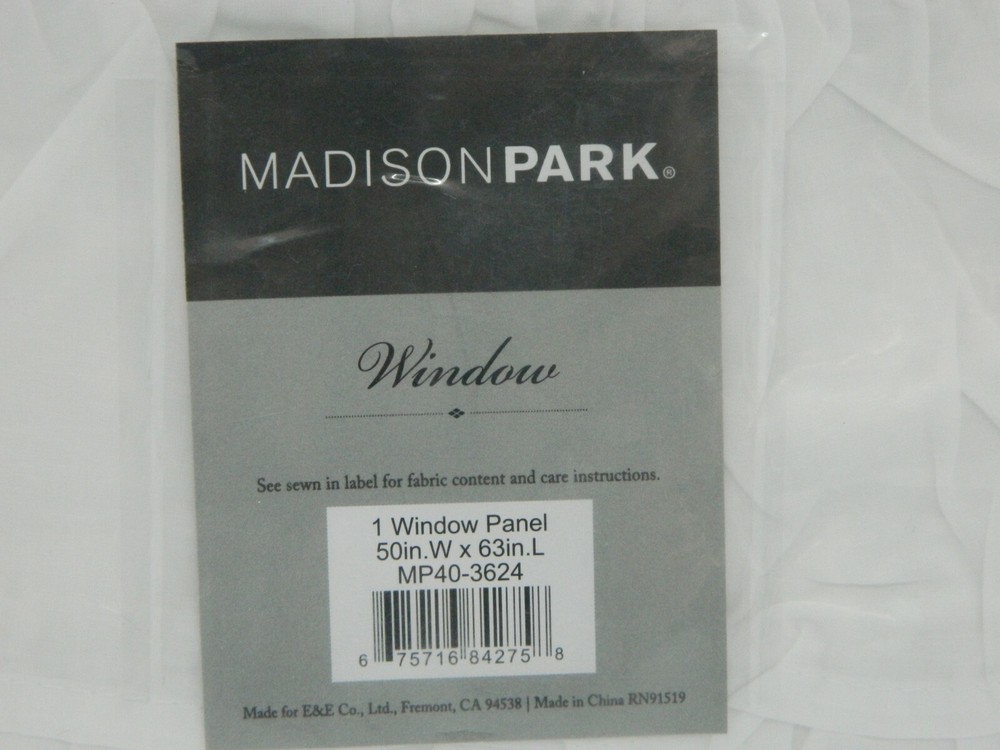 MADISONPARK®
Window
See sewn in label for fabric content and care instructions.
1 Window Panel
50in.W x 63in.L
MP40-3624
6 75716 84275 8
Made for E&E Co., Ltd., Fremont, CA 94538 | Made in China RN91519